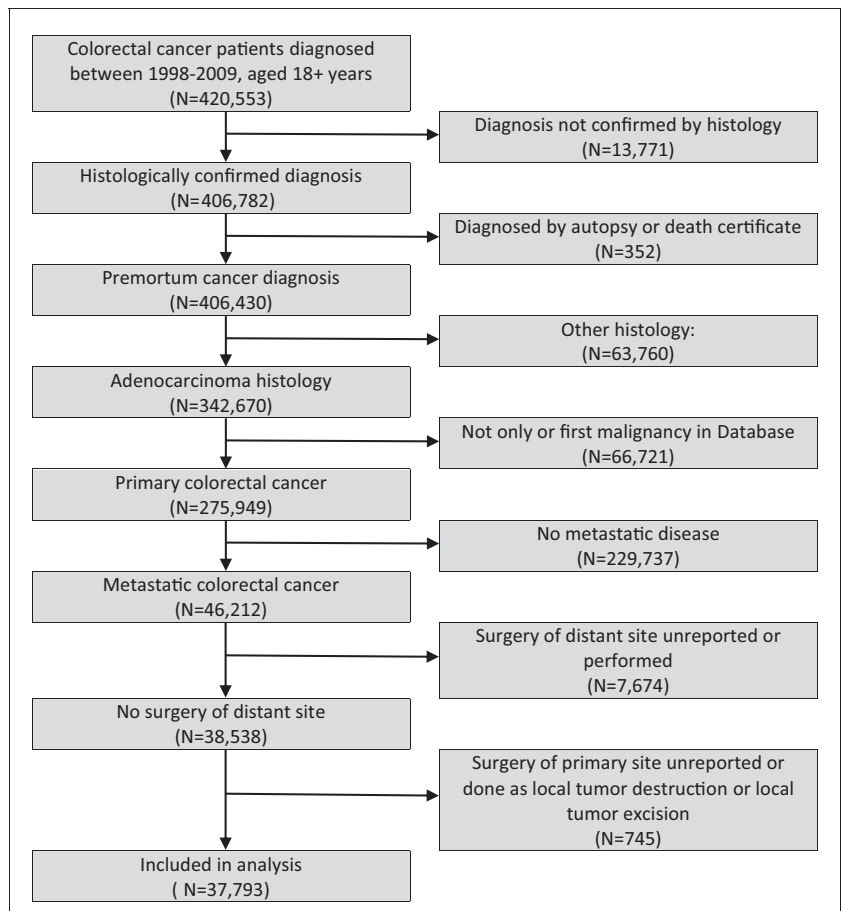 Colorectal cancer patients diagnosed
between 1998-2009, aged 18+ years
(N=420,553)
Diagnosis not confirmed by histology
(N=13,771)
Histologically confirmed diagnosis
(N=406,782)
Diagnosed by autopsy or death certificate
(N=352)
Premortum cancer diagnosis
(N=406,430)
Other histology:
(N=63,760)
Adenocarcinoma histology
(N=342,670)
Not only or first malignancy in Database
(N=66,721)
Primary colorectal cancer
(N=275,949)
No metastatic disease
(N=229,737)
Metastatic colorectal cancer
(N=46,212)
Surgery of distant site unreported or
performed
(N=7,674)
No surgery of distant site
(N=38,538)
Surgery of primary site unreported or
done as local tumor destruction or local
tumor excision
(N=745)
Included in analysis
( N=37,793)